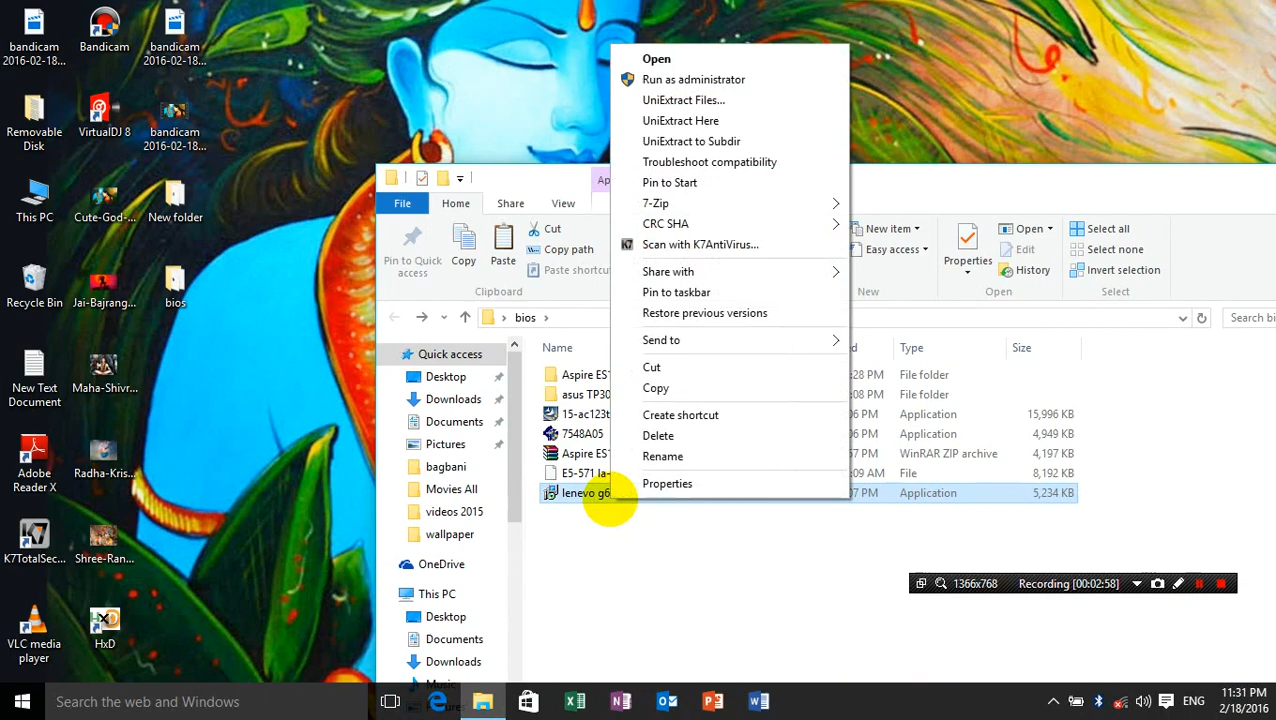 bandicam
2016-02-18...
Bandicam
bandicam
2016-02-18...
Removable
Disk
VirtualDJ 8
bandicam
2016-02-18...
This PC
Cute-God-...
New folder
Recycle Bin
Jai-Bajrang...
bios
New Text
Document
Maha-Shivr...
Adobe
Reader X
Radha-Kris...
K7TotalSec...
Shree-Ran...
VLC media
player
HxD
Open
Run as administrator
UniExtract Files...
UniExtract Here
UniExtract to Subdir
Troubleshoot compatibility
Pin to Start
7-Zip
CRC SHA
K7
Scan with K7AntiVirus...
Share with
Pin to taskbar
Restore previous versions
Send to
Cut
Copy
Create shortcut
Delete
Rename
Properties
File
Home
Share
View
Pin to Quick
access
Copy
Paste
Cut
Copy path
Clipboard
New item
Easy access
New
Properties
Open
Edit
History
Open
Select all
Select none
Invert selection
Select
bios
Name
Type
Size
Aspire ES1
28 PM
File folder
asus TP30
08 PM
File folder
06 PM
Application
15,996 KB
7548A05
06 PM
Application
4,949 KB
Aspire ES1
57 PM
WinRAR ZIP archive
4,197 KB
E5-571 la-
09 AM
File
8,192 KB
lenevo g6
07 PM
Application
5,234 KB
Quick access
Desktop
Downloads
Documents
Pictures
bagbani
Movies All
videos 2015
wallpaper
OneDrive
This PC
Desktop
Documents
Downloads
Music
1366x768
Recording [00:02:58]
Search the web and Windows
ENG
11:31 PM
2/18/2016